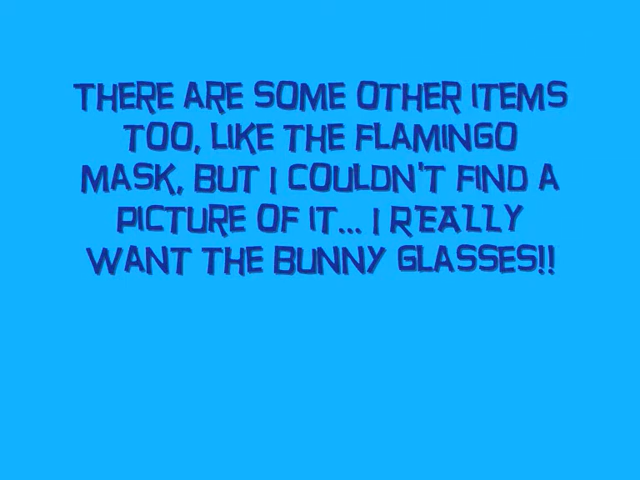 THERE ARE SOME OTHER ITEMS
TOO, LIKE THE FLAMINGO
MASK, BUT I COULDN'T FIND A
PICTURE OF IT... I REALLY
WANT THE BUNNY GLASSES!!